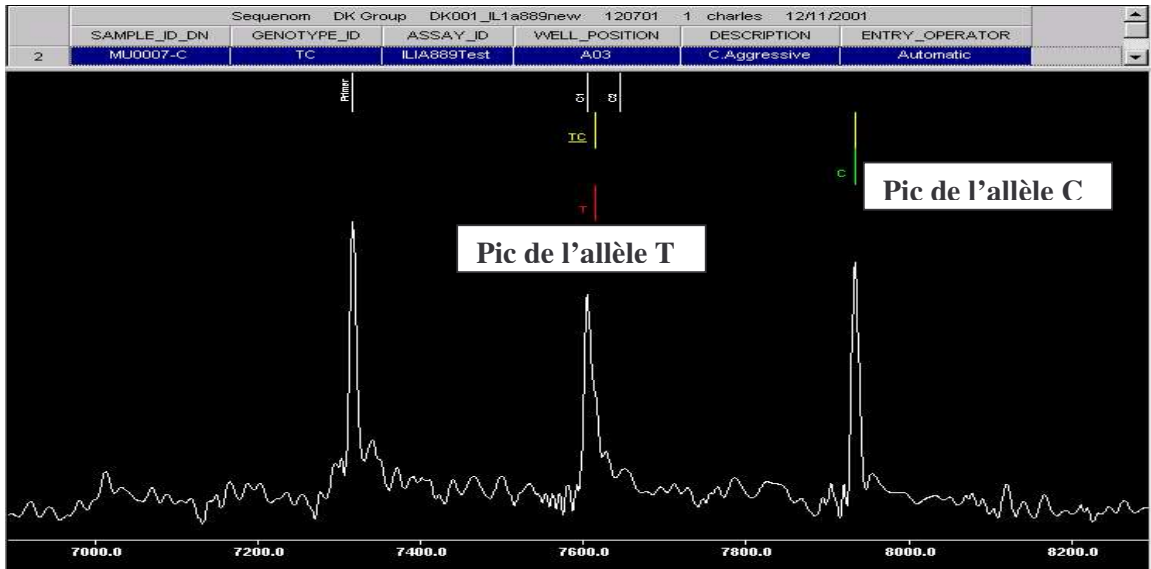 Sequenom DK Group DK001_IL1a889new 120701 1 charles 12/11/2001
SAMPLE_ID_DN GENOTYPE_ID ASSAY_ID WELL_POSITION DESCRIPTION ENTRY_OPERATOR
2 MU0007-C TC ILIA889Test A03 C.Aggressive Automatic
Primer C1 C2
TC
C
Pic de l’allèle C
T
Pic de l’allèle T
7000.0 7200.0 7400.0 7600.0 7800.0 8000.0 8200.0